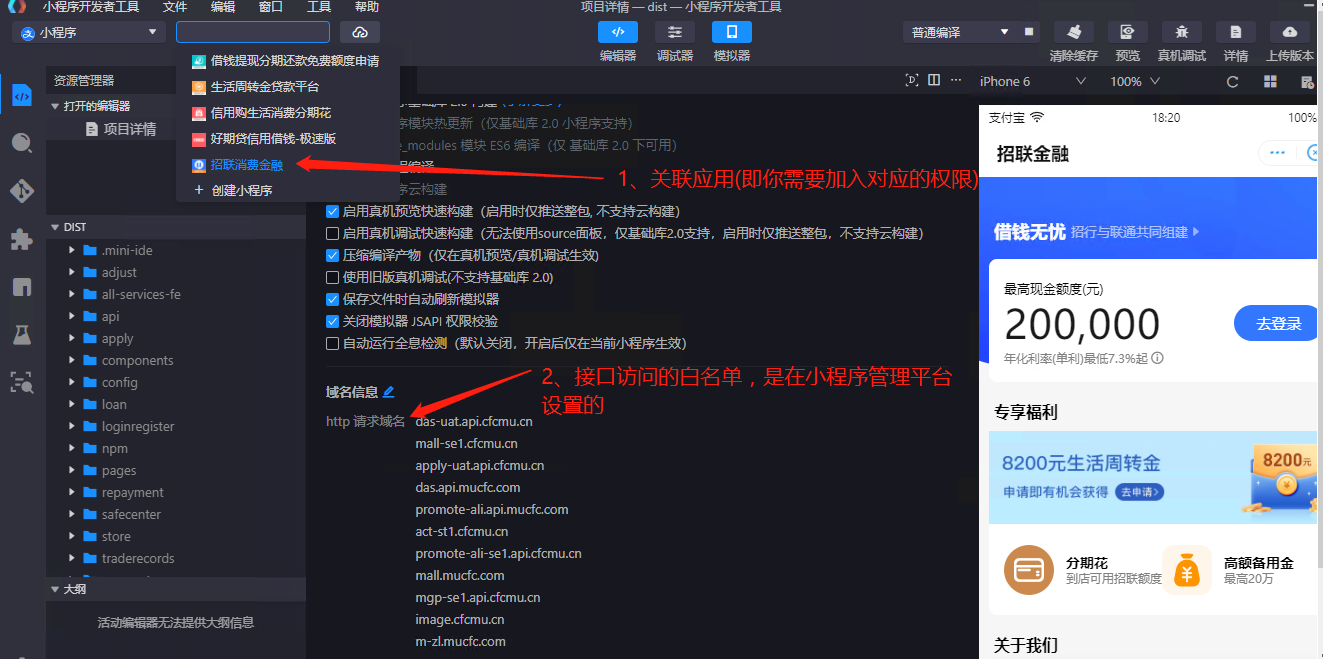 小程序开发者工具 文件 编辑 窗口 工具 帮助 项目详情 — dist — 小程序开发者工具
小程序
普通编译
编辑器 调试器 模拟器
清除缓存 预览 真机调试 详情 上传版本
借钱提现分期还款免费额度申请
生活周转金贷款平台
信用购生活消费分期花
好期贷信用借钱-极速版
招联消费金融
+ 创建小程序
资源管理器
打开的编辑器
项目详情
DIST
.mini-ide
adjust
all-services-fe
api
apply
components
config
loan
loginregister
npm
pages
repayment
safecenter
store
traderecords
大纲
活动编辑器无法提供大纲信息
序模块热更新（仅基础库 2.0 小程序支持）
e_modules 模块 ES6 编译（仅 基础库 2.0 下可用）
程编译
序云构建
启用真机预览快速构建（启用时仅推送整包, 不支持云构建）
启用真机调试快速构建（无法使用source面板，仅基础库2.0支持，启用时仅推送整包，不支持云构建）
压缩编译产物（仅在真机预览/真机调试生效)
使用旧版真机调试(不支持基础库 2.0)
保存文件时自动刷新模拟器
关闭模拟器 JSAPI 权限校验
自动运行全息检测（默认关闭，开启后仅在当前小程序生效）
1、关联应用(即你需要加入对应的权限)
2、接口访问的白名单，是在小程序管理平台
设置的
域名信息
http 请求域名
das-uat.api.cfcmu.cn
mall-se1.cfcmu.cn
apply-uat.api.cfcmu.cn
das.api.mucfc.com
promote-ali.api.mucfc.com
act-st1.cfcmu.cn
promote-ali-se1.api.cfcmu.cn
mall.mucfc.com
mgp-se1.api.cfcmu.cn
image.cfcmu.cn
m-zl.mucfc.com
iPhone 6 100%
支付宝 18:20 100%
招联金融
借钱无忧 招行与联通共同组建
最高现金额度(元)
200,000
去登录
年化利率(单利)最低7.3%起
专享福利
8200元生活周转金
申请即有机会获得 去申请>
8200元
分期花
到店可用招联额度
高额备用金
最高20万
关于我们